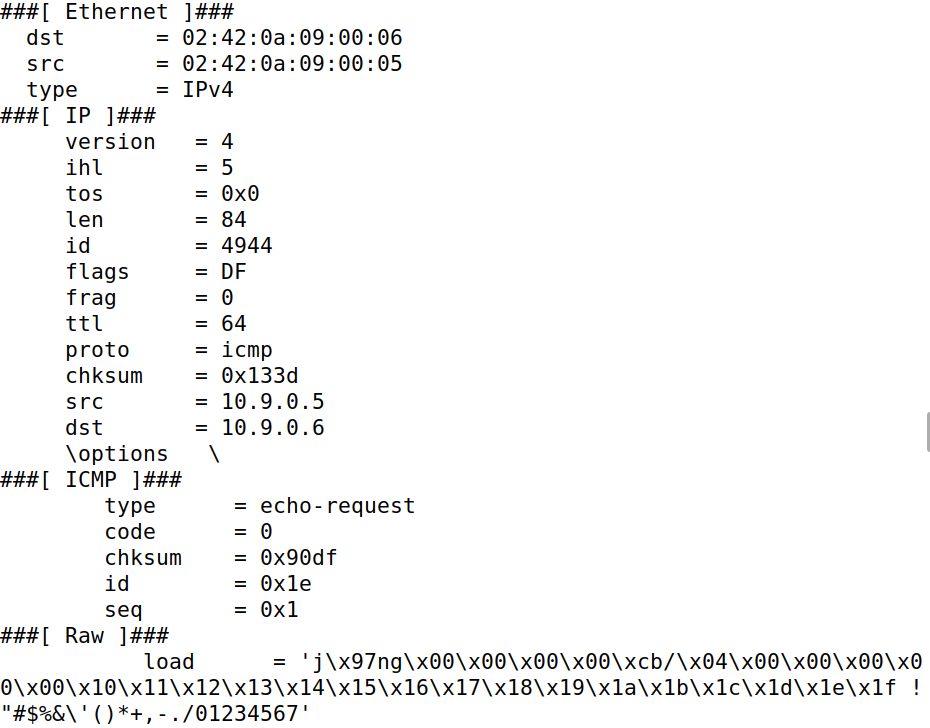 ###[ Ethernet ]###
  dst       = 02:42:0a:09:00:06
  src       = 02:42:0a:09:00:05
  type      = IPv4
###[ IP ]###
     version   = 4
     ihl       = 5
     tos       = 0x0
     len       = 84
     id        = 4944
     flags     = DF
     frag      = 0
     ttl       = 64
     proto     = icmp
     chksum    = 0x133d
     src       = 10.9.0.5
     dst       = 10.9.0.6
     \options   \
###[ ICMP ]###
        type      = echo-request
        code      = 0
        chksum    = 0x90df
        id        = 0x1e
        seq       = 0x1
###[ Raw ]###
           load      = 'j\x97ng\x00\x00\x00\x00\xcb/\x04\x00\x00\x00\x0
0\x00\x10\x11\x12\x13\x14\x15\x16\x17\x18\x19\x1a\x1b\x1c\x1d\x1e\x1f !
"#$%&\'()*+,-./01234567'